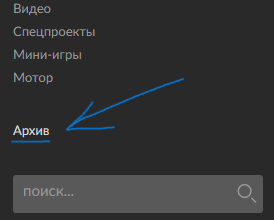 Видео
Спецпроекты
Мини-игры
Мотор
Архив
поиск...